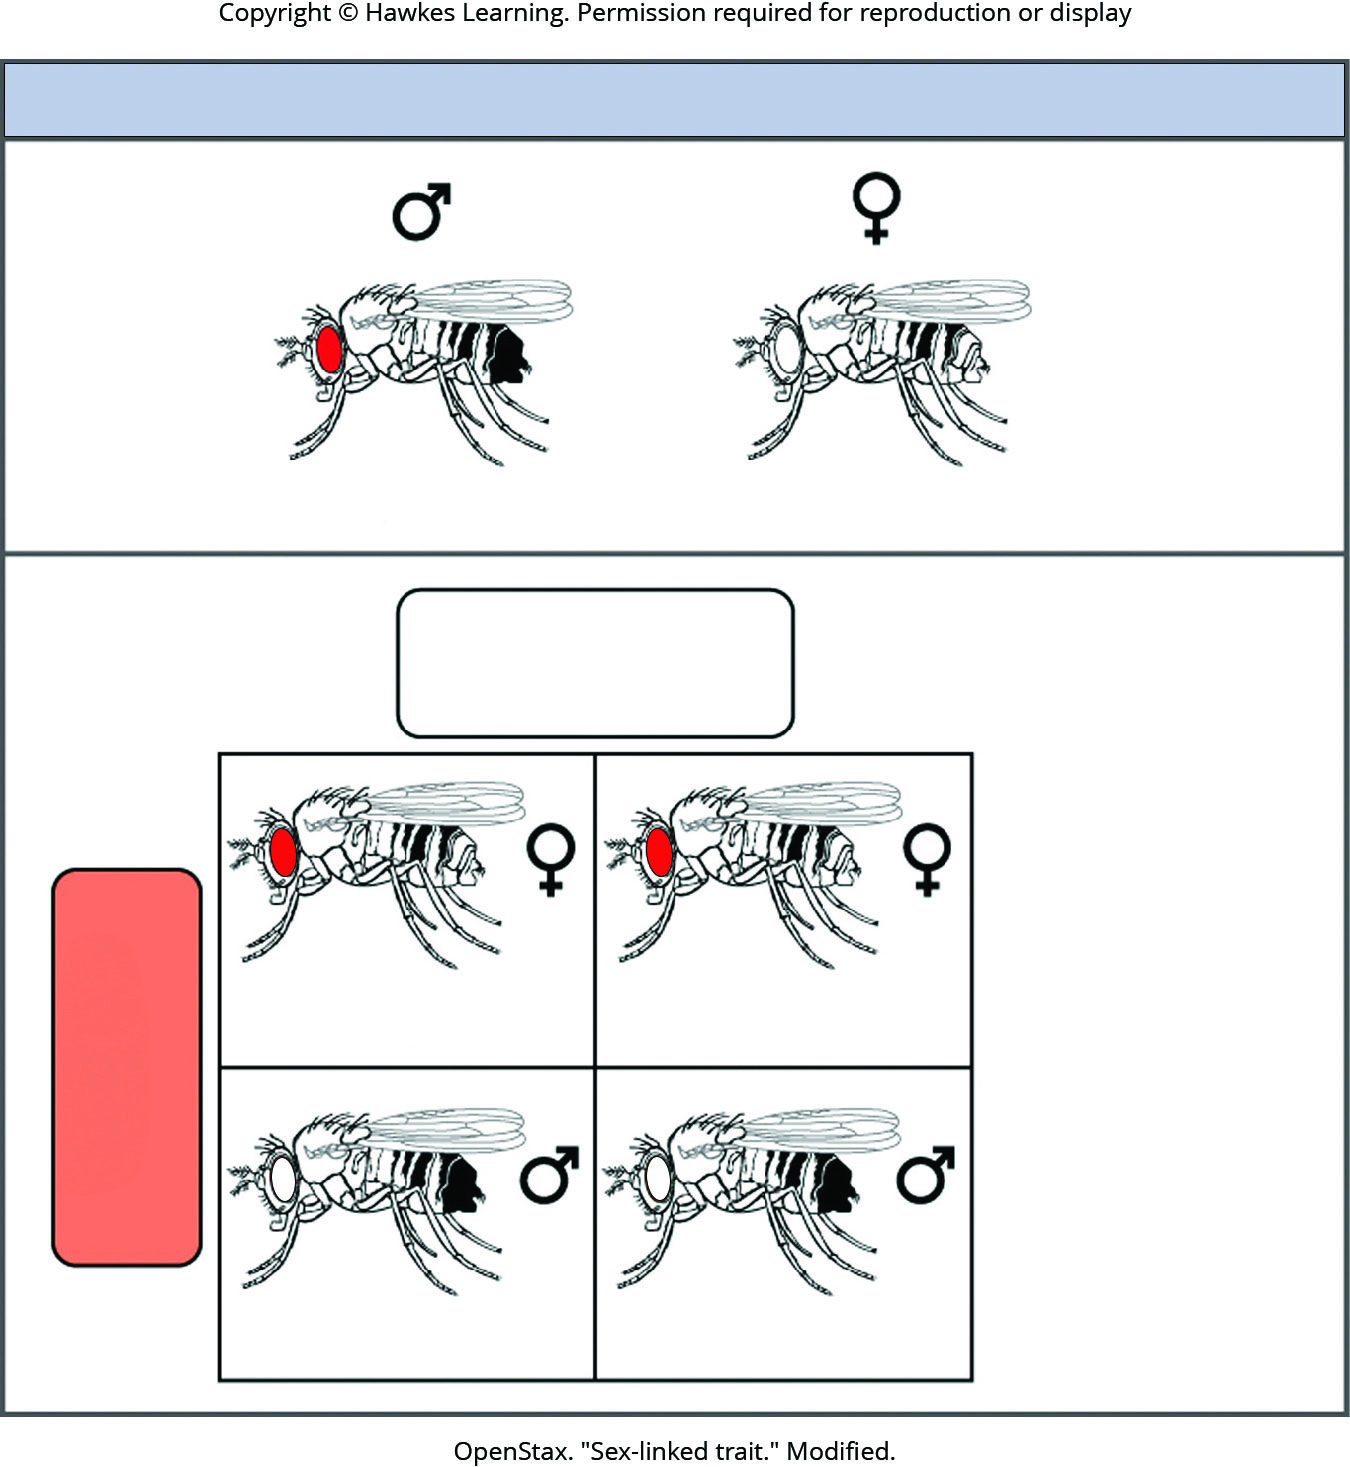 Copyright © Hawkes Learning. Permission required for reproduction or display
OpenStax. "Sex-linked trait." Modified.